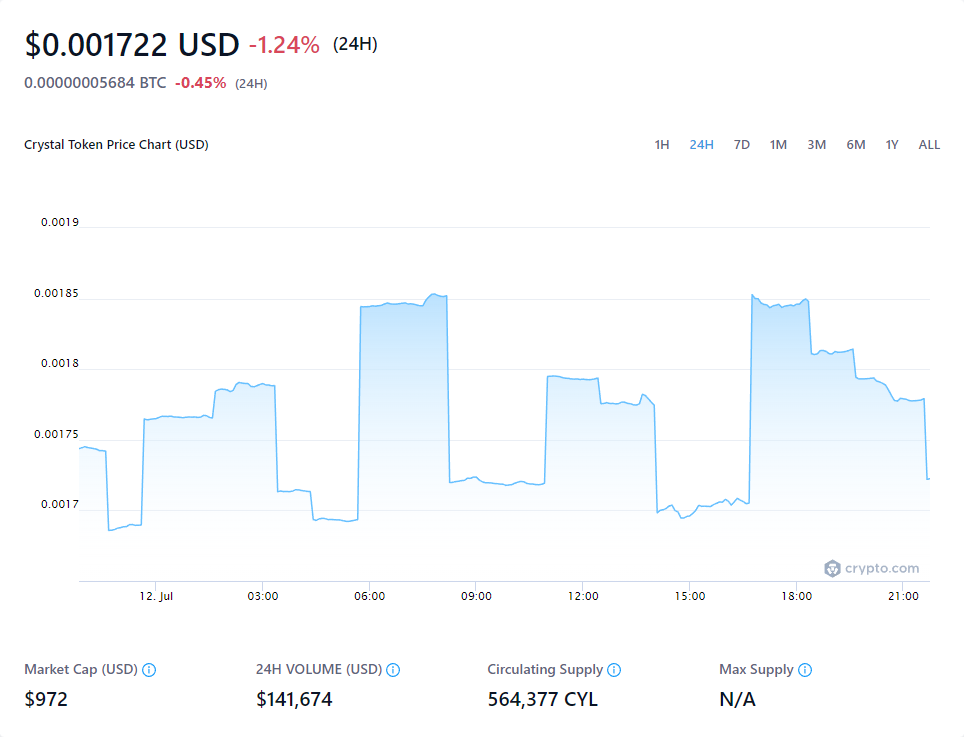 $0.001722 USD -1.24% (24H)
0.00000005684 BTC -0.45% (24H)
Crystal Token Price Chart (USD) 1H 24H 7D 1M 3M 6M 1Y ALL
0.0019
0.00185
0.0018
0.00175
0.0017
crypto.com
12. Jul 03:00 06:00 09:00 12:00 15:00 18:00 21:00
Market Cap (USD) 24H VOLUME (USD) Circulating Supply Max Supply
$972 $141,674 564,377 CYL N/A